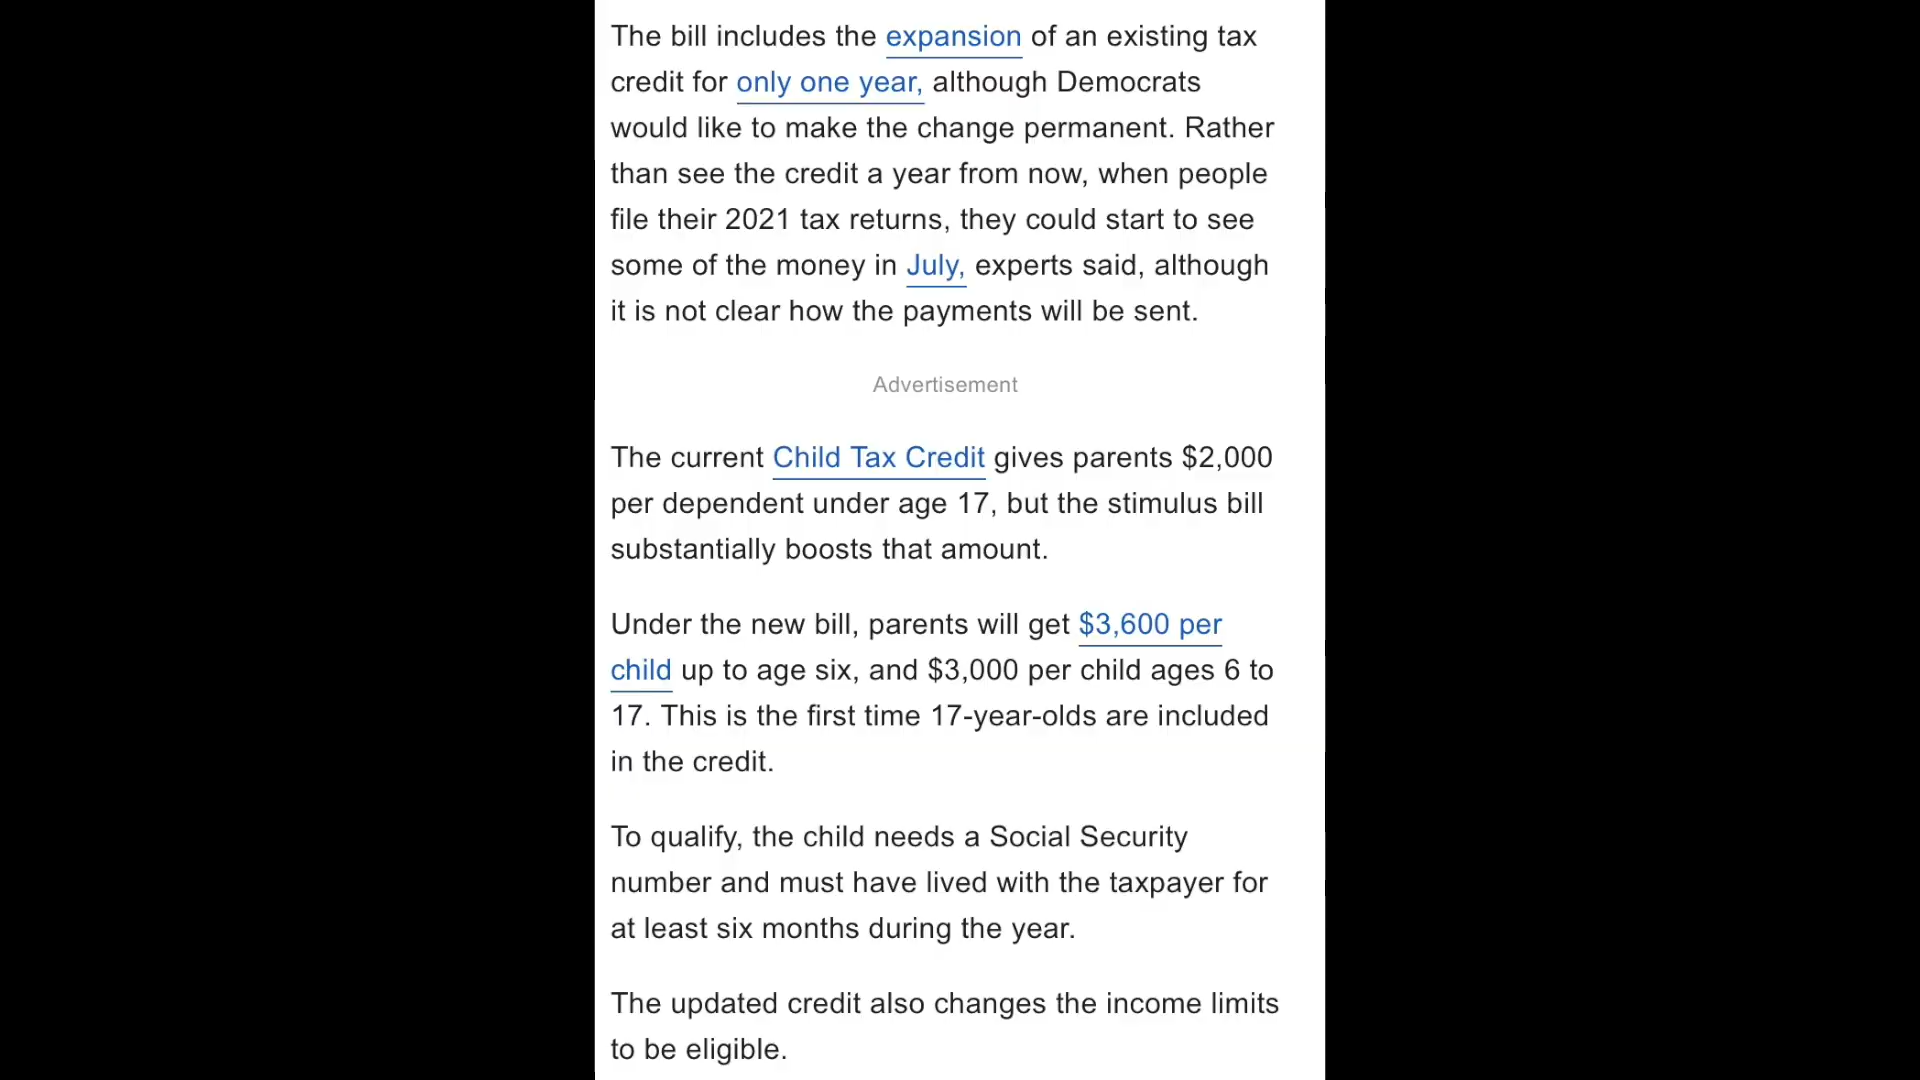 The bill includes the expansion of an existing tax
credit for only one year, although Democrats
would like to make the change permanent. Rather
than see the credit a year from now, when people
file their 2021 tax returns, they could start to see
some of the money in July, experts said, although
it is not clear how the payments will be sent.
Advertisement
The current Child Tax Credit gives parents $2,000
per dependent under age 17, but the stimulus bill
substantially boosts that amount.
Under the new bill, parents will get $3,600 per
child up to age six, and $3,000 per child ages 6 to
17. This is the first time 17-year-olds are included
in the credit.
To qualify, the child needs a Social Security
number and must have lived with the taxpayer for
at least six months during the year.
The updated credit also changes the income limits
to be eligible.